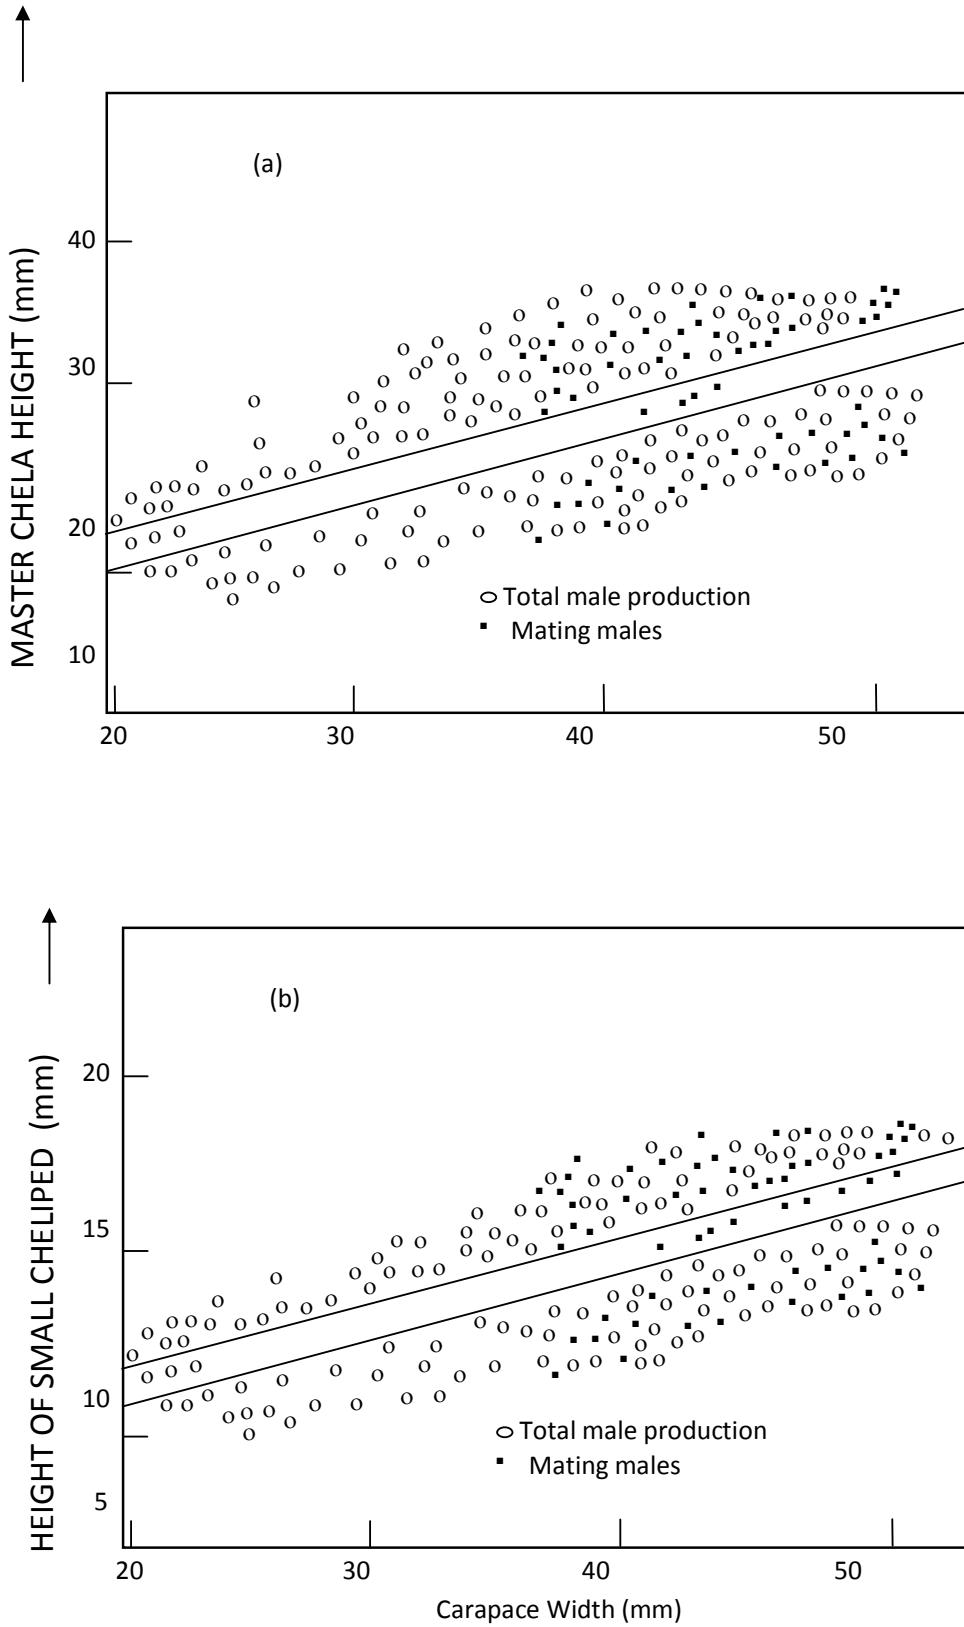 (a)
MASTER CHELA HEIGHT (mm)
40
30
20
10
o Total male production
▪ Mating males
20 30 40 50
(b)
HEIGHT OF SMALL CHELIPED (mm)
20
15
10
5
o Total male production
▪ Mating males
20 30 40 50
Carapace Width (mm)